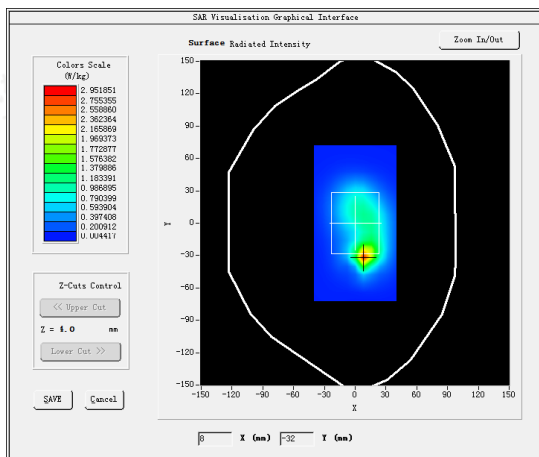 SAR Visualisation Graphical Interface
Surface Radiated Intensity
Zoom In/Out
Colors Scale
(W/kg)
2.951851
2.755355
2.558860
2.362364
2.165869
1.969373
1.772877
1.576382
1.379886
1.183391
0.986895
0.790399
0.593904
0.397408
0.200912
0.004417
150
120
90
60
30
0
-30
-60
-90
-120
-150
Y
-150 -120 -90 -60 -30 0 30 60 90 120 150
X
Z-Cuts Control
<< Upper Cut
Z = 4.0 mm
Lower Cut >>
SAVE
Cancel
8 X (mm) -32 Y (mm)